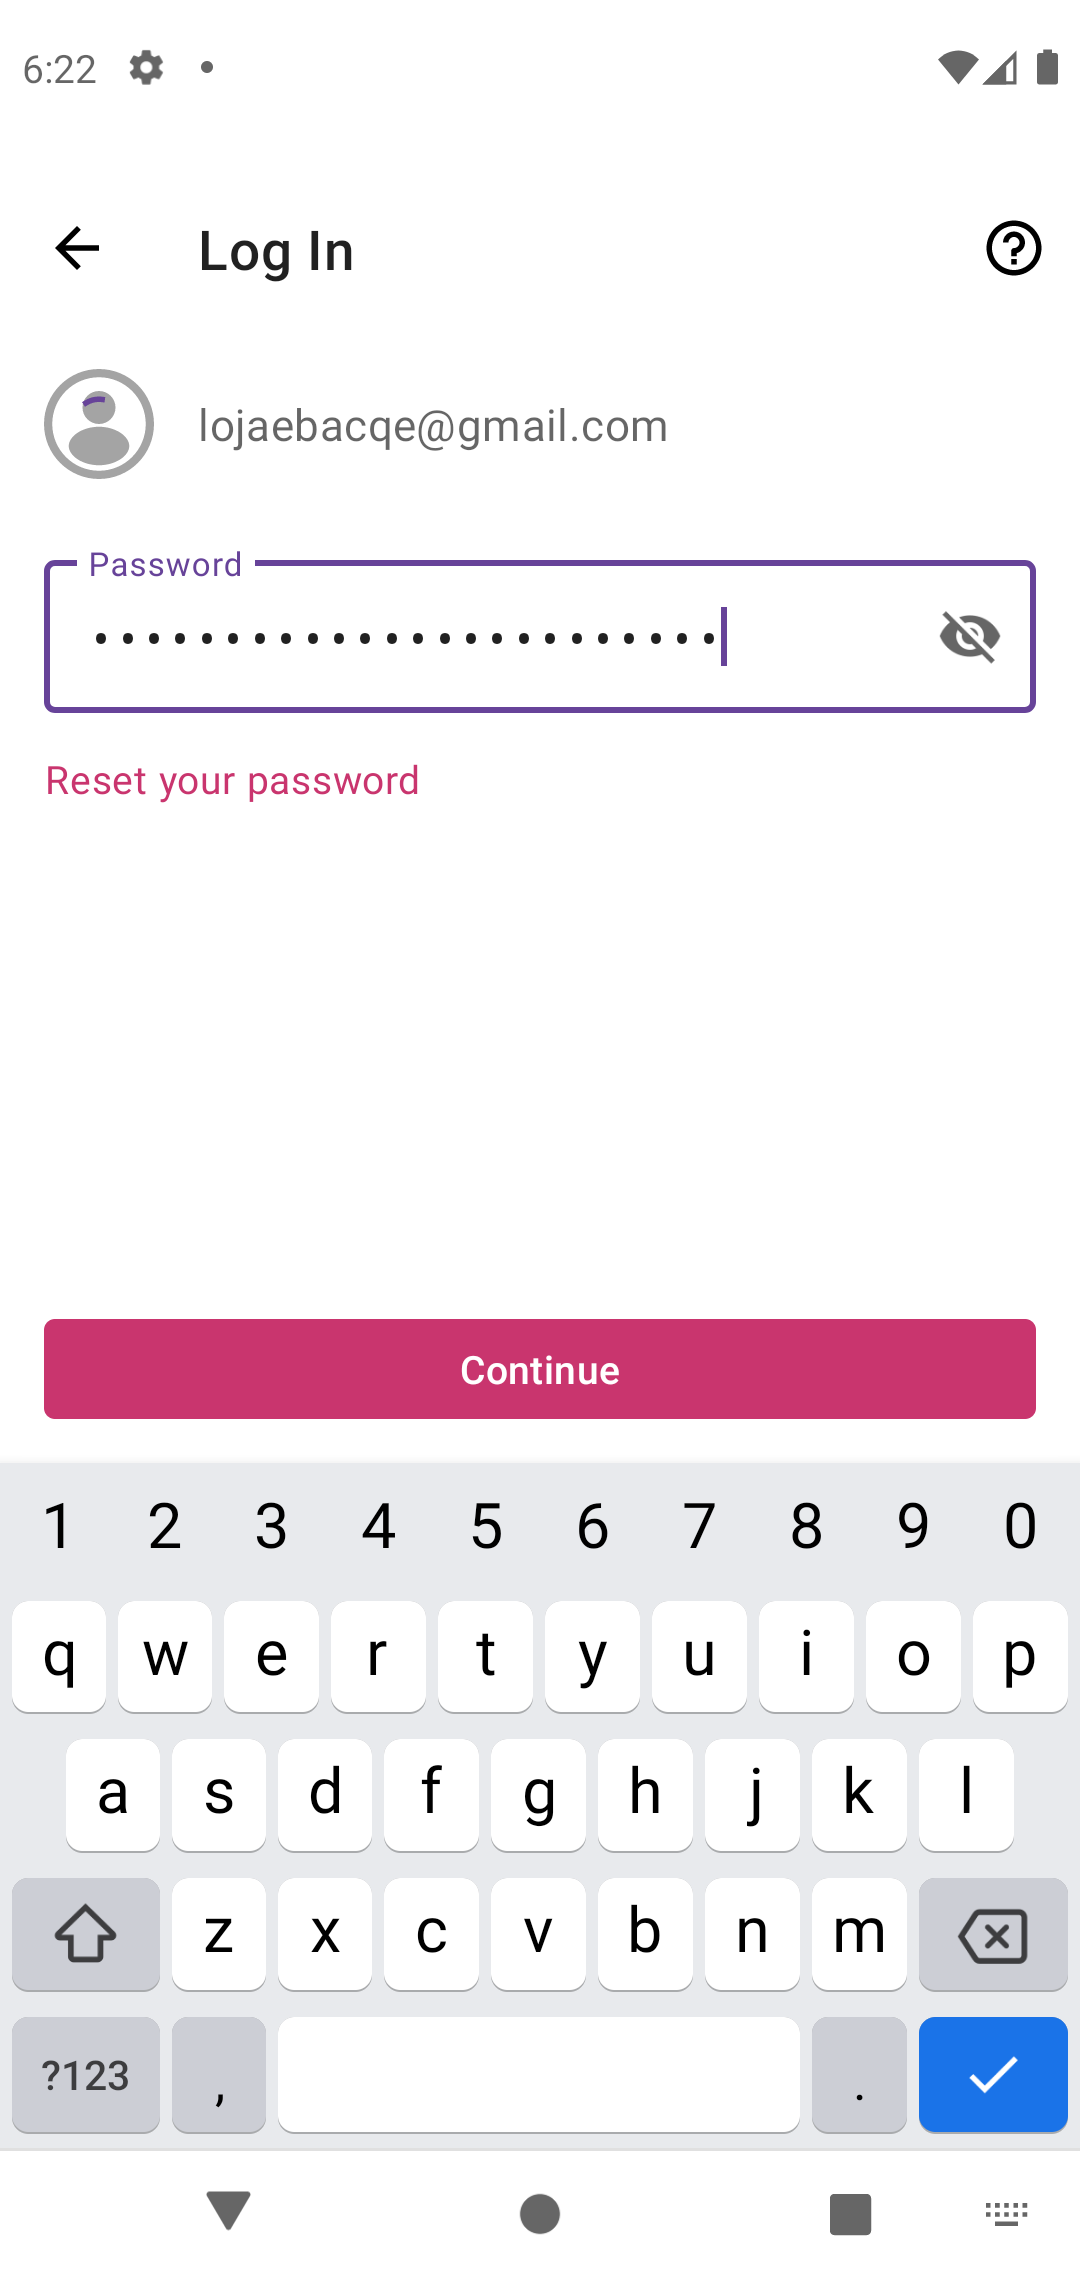 6:22
Log In
lojaebacqe@gmail.com
Password
••••••••••••••••••••••••
Reset your password
Continue
1 2 3 4 5 6 7 8 9 0
q w e r t y u i o p
a s d f g h j k l
z x c v b n m
?123 , .